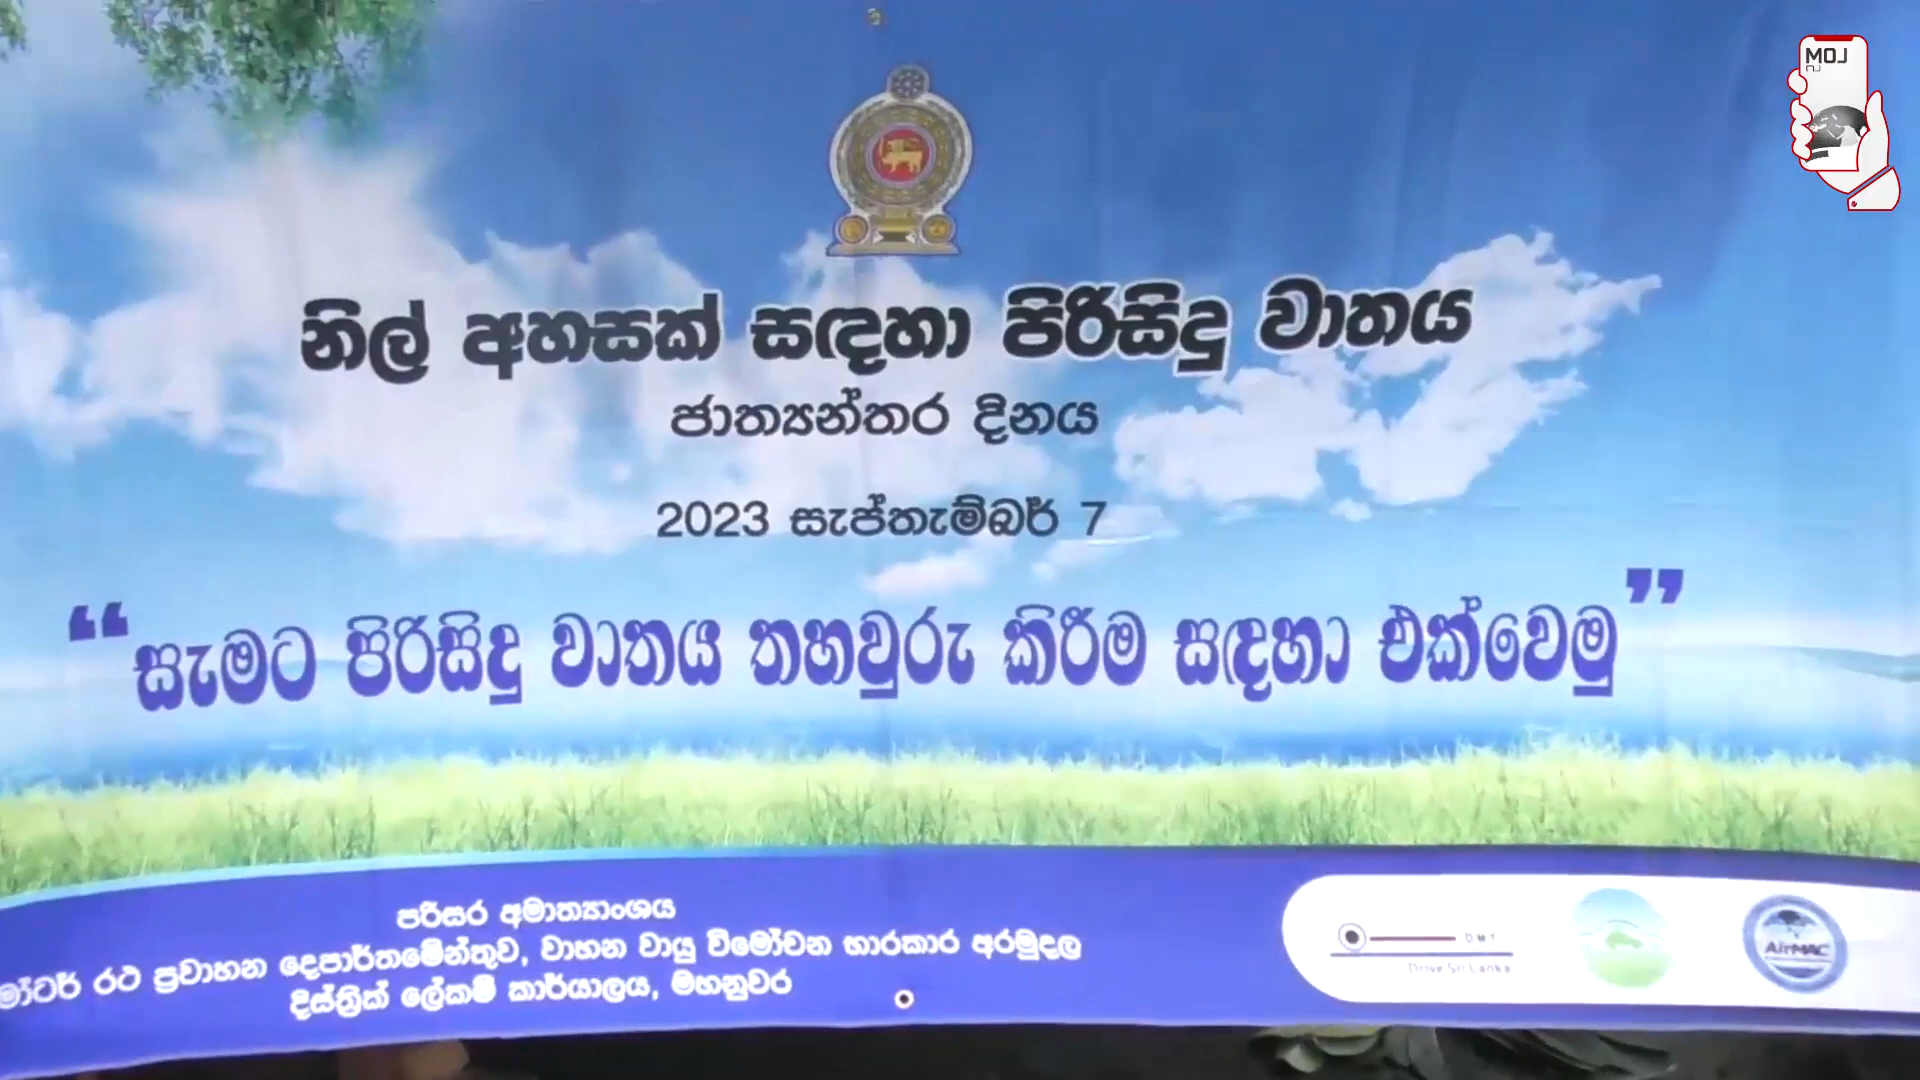 MOJ
නිල් අහසක් සඳහා පිරිසිදු වාතය
ජාත්‍යන්තර දිනය
2023 සැප්තැම්බර් 7
“සැමට පිරිසිදු වාතය තහවුරු කිරීම සඳහා එක්වෙමු”
පරිසර අමාත්‍යාංශය
මෝටර් රථ ප්‍රවාහන දෙපාර්තමේන්තුව, වාහන වායු විමෝචන භාරකාර අරමුදල
දිස්ත්‍රික් ලේකම් කාර්යාලය, මහනුවර
DMT
Drive Sri Lanka
AirMAC